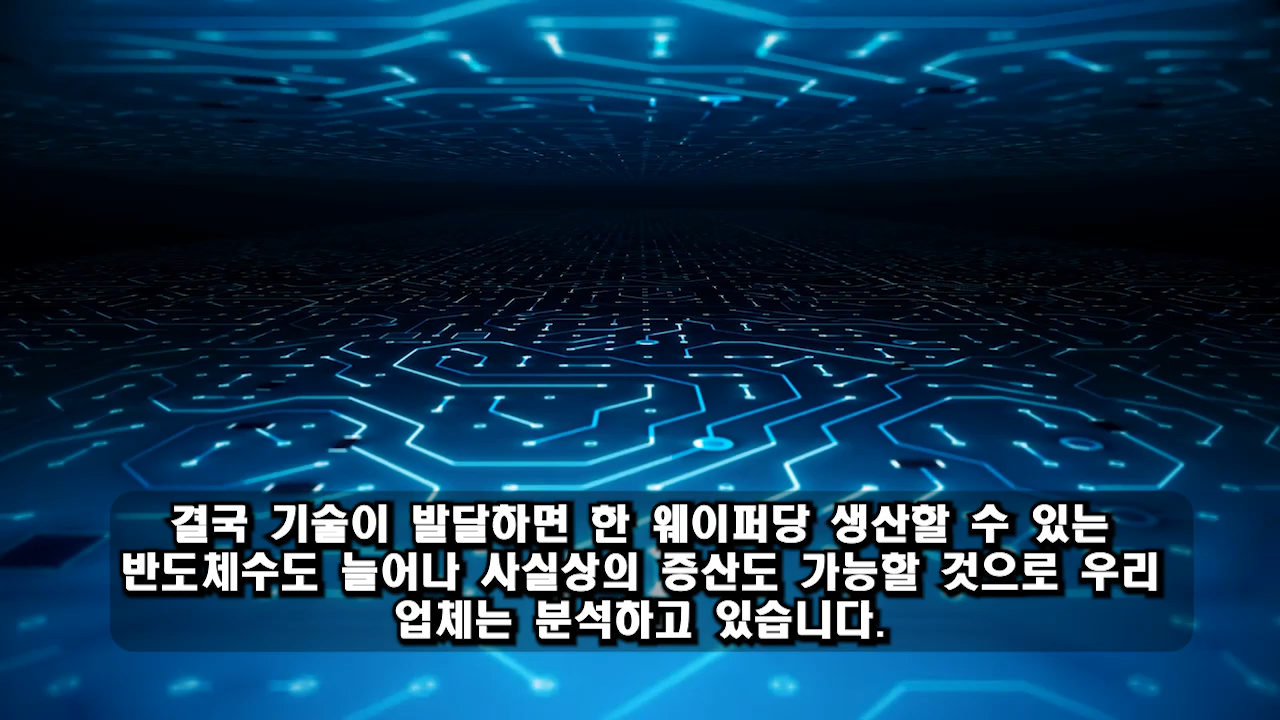 결국 기술이 발달하면 한 웨이퍼당 생산할 수 있는
반도체수도 늘어나 사실상의 증산도 가능할 것으로 우리
업체는 분석하고 있습니다.